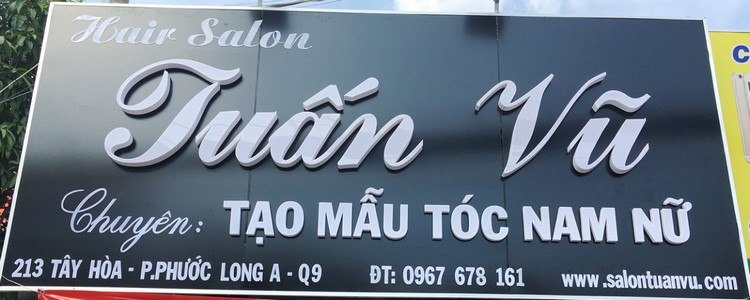 Hair Salon
Tuấn Vũ
Chuyên: TẠO MẪU TÓC NAM NỮ
213 TÂY HÒA - P.PHƯỚC LONG A - Q9 ĐT: 0967 678 161 www.salontuanvu.com